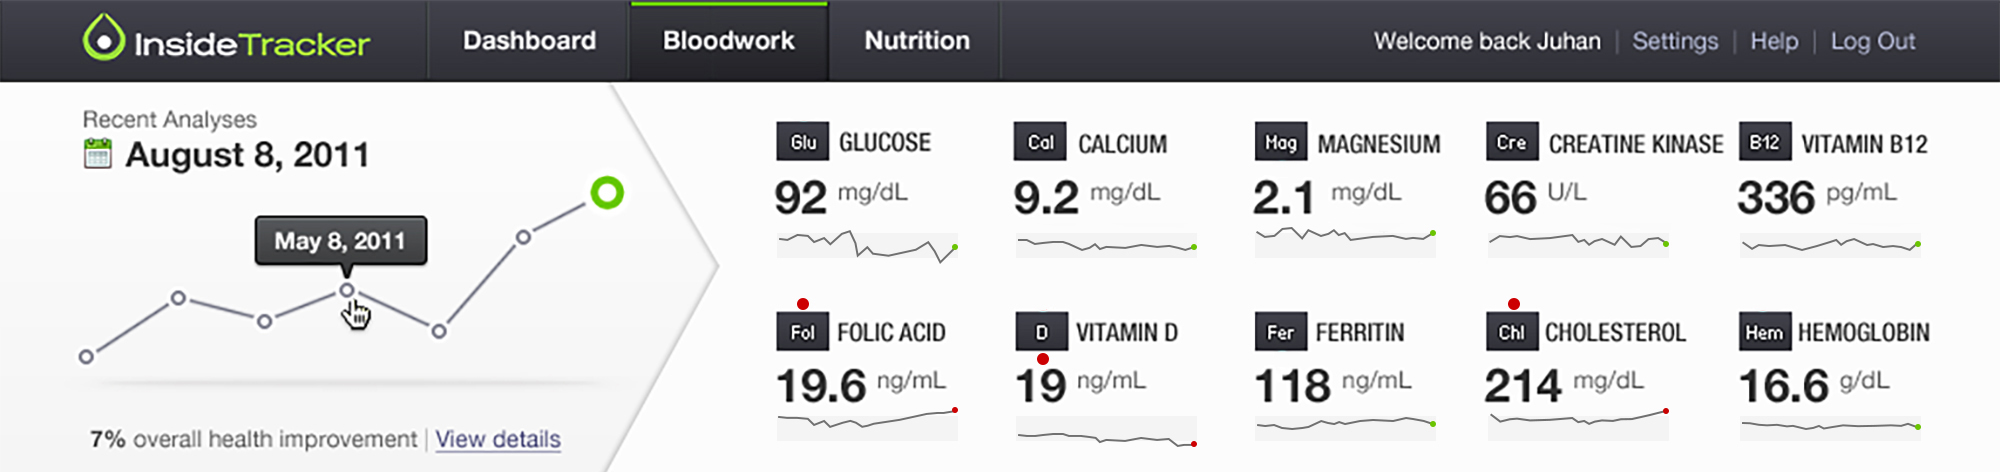 InsideTracker
Dashboard
Bloodwork
Nutrition
Welcome back Juhan | Settings | Help | Log Out
Recent Analyses
August 8, 2011
May 8, 2011
7% overall health improvement | View details
Glu GLUCOSE
92 mg/dL
Cal CALCIUM
9.2 mg/dL
Mag MAGNESIUM
2.1 mg/dL
Cre CREATINE KINASE
66 U/L
B12 VITAMIN B12
336 pg/mL
Fol FOLIC ACID
19.6 ng/mL
D VITAMIN D
19 ng/mL
Fer FERRITIN
118 ng/mL
Chl CHOLESTEROL
214 mg/dL
Hem HEMOGLOBIN
16.6 g/dL